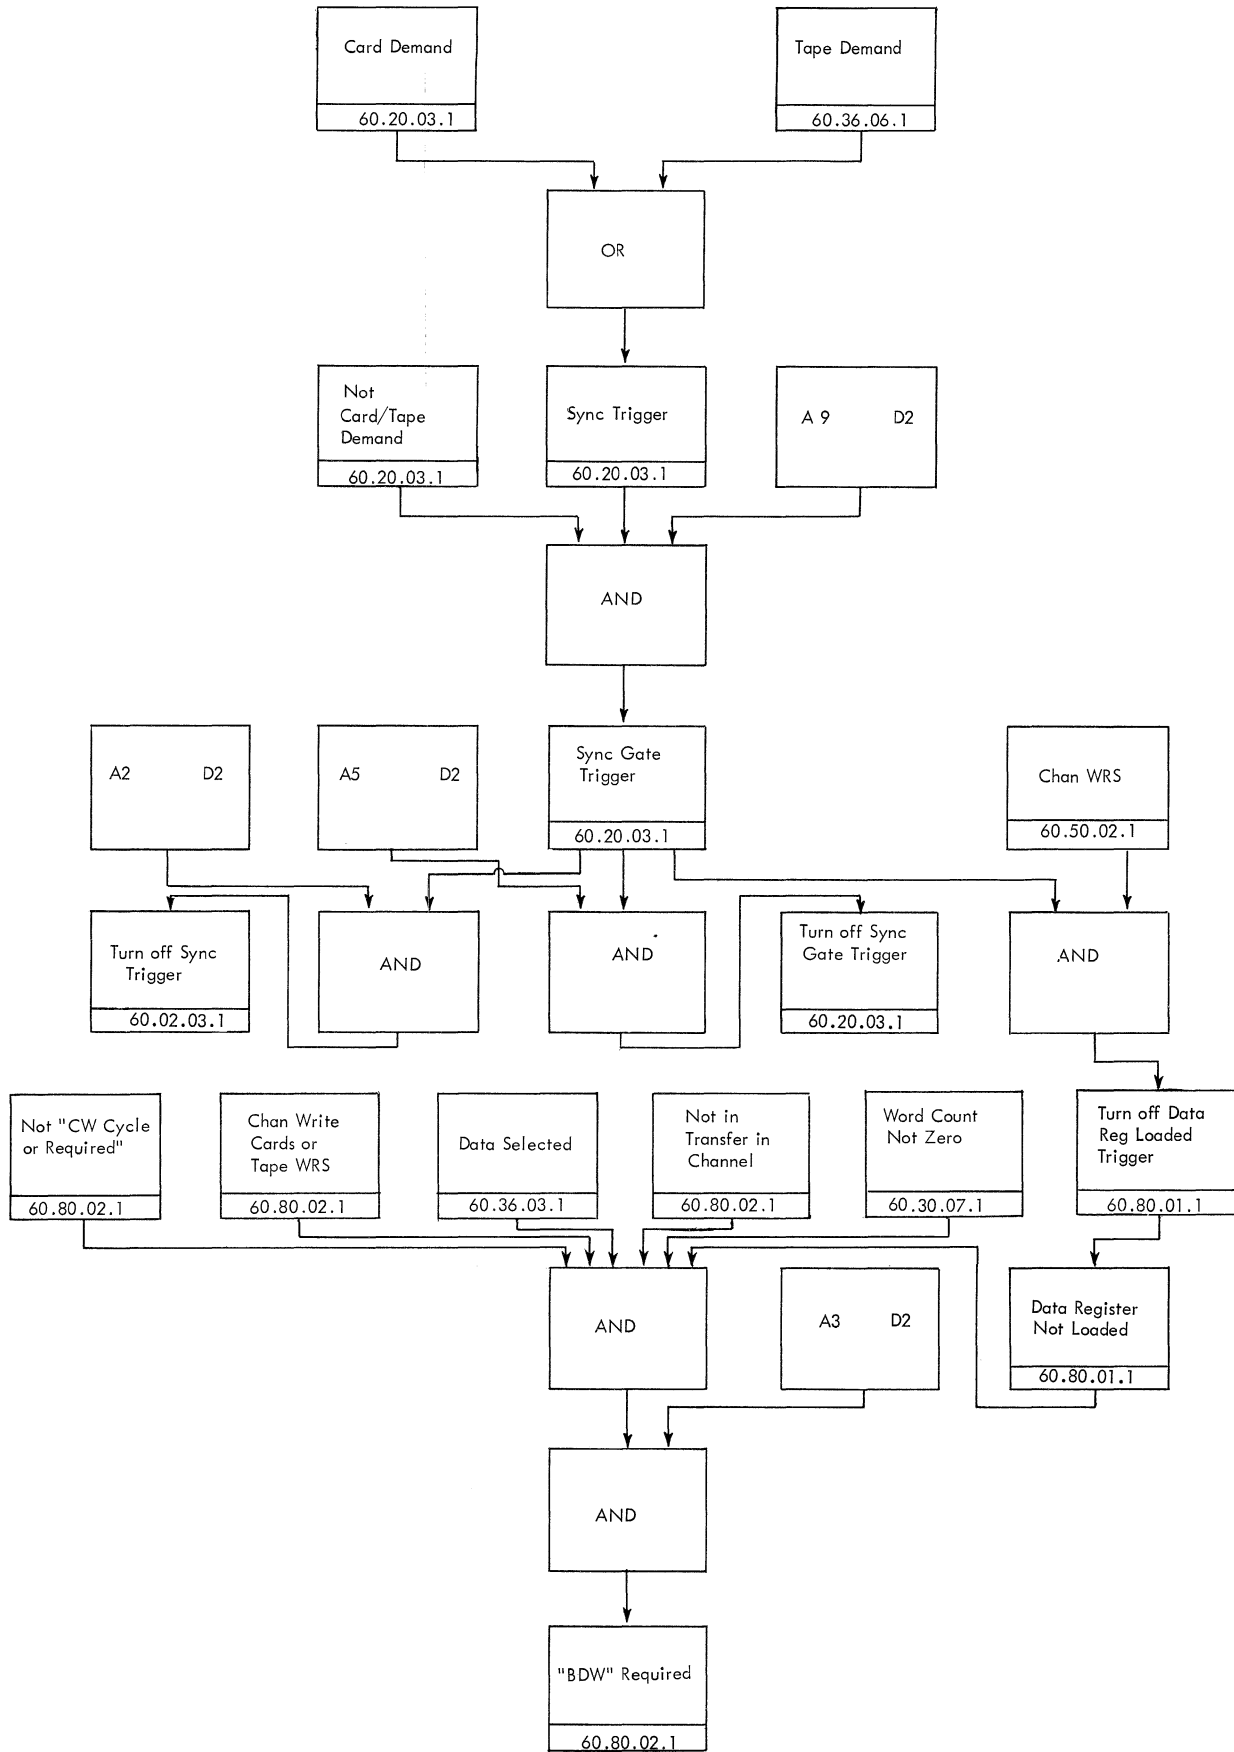 Card Demand
60.20.03.1
Tape Demand
60.36.06.1
OR
Not
Card/Tape
Demand
60.20.03.1
Sync Trigger
60.20.03.1
A 9 D2
AND
A2 D2
A5 D2
Sync Gate
Trigger
60.20.03.1
Chan WRS
60.50.02.1
Turn off Sync
Trigger
60.02.03.1
AND
AND
Turn off Sync
Gate Trigger
60.20.03.1
AND
Not "CW Cycle
or Required"
60.80.02.1
Chan Write
Cards or
Tape WRS
60.80.02.1
Data Selected
60.36.03.1
Not in
Transfer in
Channel
60.80.02.1
Word Count
Not Zero
60.30.07.1
Turn off Data
Reg Loaded
Trigger
60.80.01.1
AND
A3 D2
Data Register
Not Loaded
60.80.01.1
AND
"BDW" Required
60.80.02.1